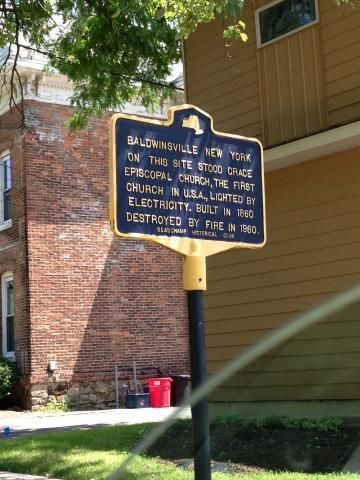 BALDWINSVILLE NEW YORK
ON THIS SITE STOOD GRACE
EPISCOPAL CHURCH, THE FIRST
CHURCH IN U.S.A., LIGHTED BY
ELECTRICITY. BUILT IN 1860
DESTROYED BY FIRE IN 1960.
BEAUCHAMP HISTORICAL CLUB